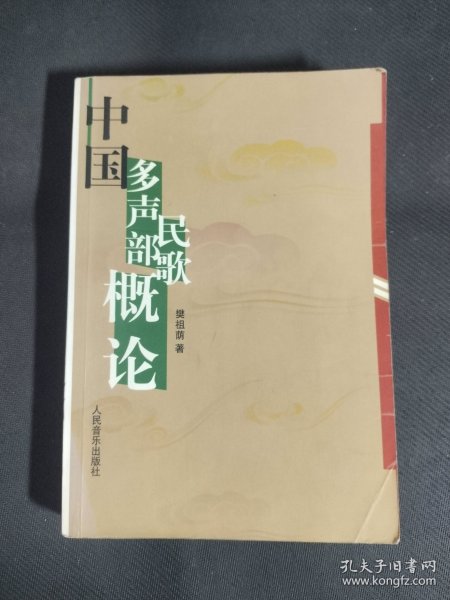 中国
多声部
民歌
概论
樊祖荫 著
人民音乐出版社
孔夫子旧书网
www.kongfz.com